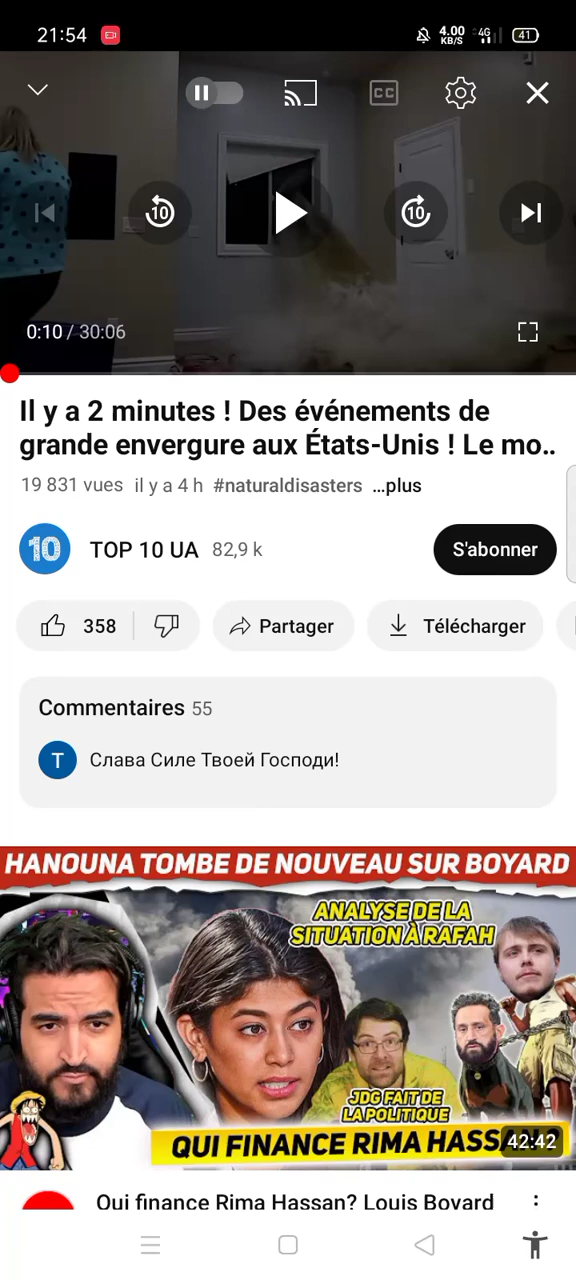 21:54
4.00
KB/S
4G
41
CC
10
10
0:10 / 30:06
Il y a 2 minutes ! Des événements de
grande envergure aux États-Unis ! Le mo..
19 831 vues il y a 4 h #naturaldisasters ...plus
10
TOP 10 UA 82,9 k
S'abonner
358
Partager
Télécharger
Commentaires 55
T
Слава Силе Твоей Господи!
HANOUNA TOMBE DE NOUVEAU SUR BOYARD
ANALYSE DE LA
SITUATION À RAFAH
JDG FAIT DE
LA POLITIQUE
QUI FINANCE RIMA HASSAN ?
42:42
Qui finance Rima Hassan? Louis Boyard